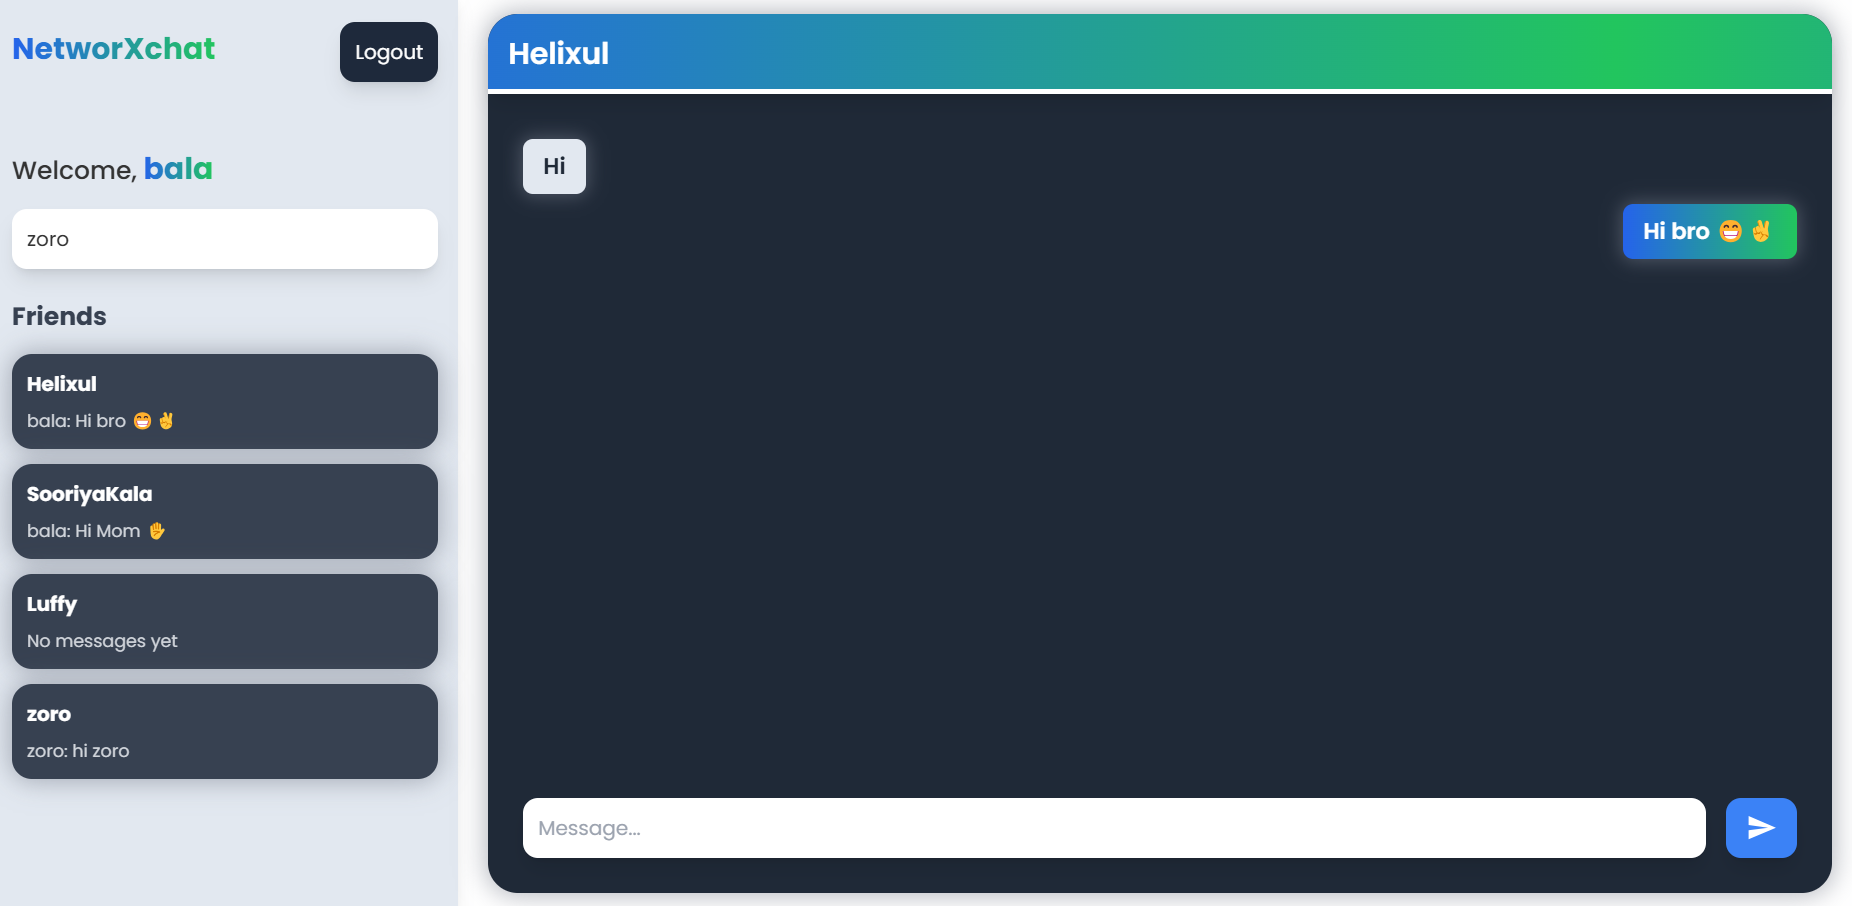 NetworXchat
Logout
Welcome, bala
zoro
Friends
Helixul
bala: Hi bro 😁 ✌
SooriyaKala
bala: Hi Mom ✋
Luffy
No messages yet
zoro
zoro: hi zoro
Helixul
Hi
Hi bro 😁 ✌
Message...